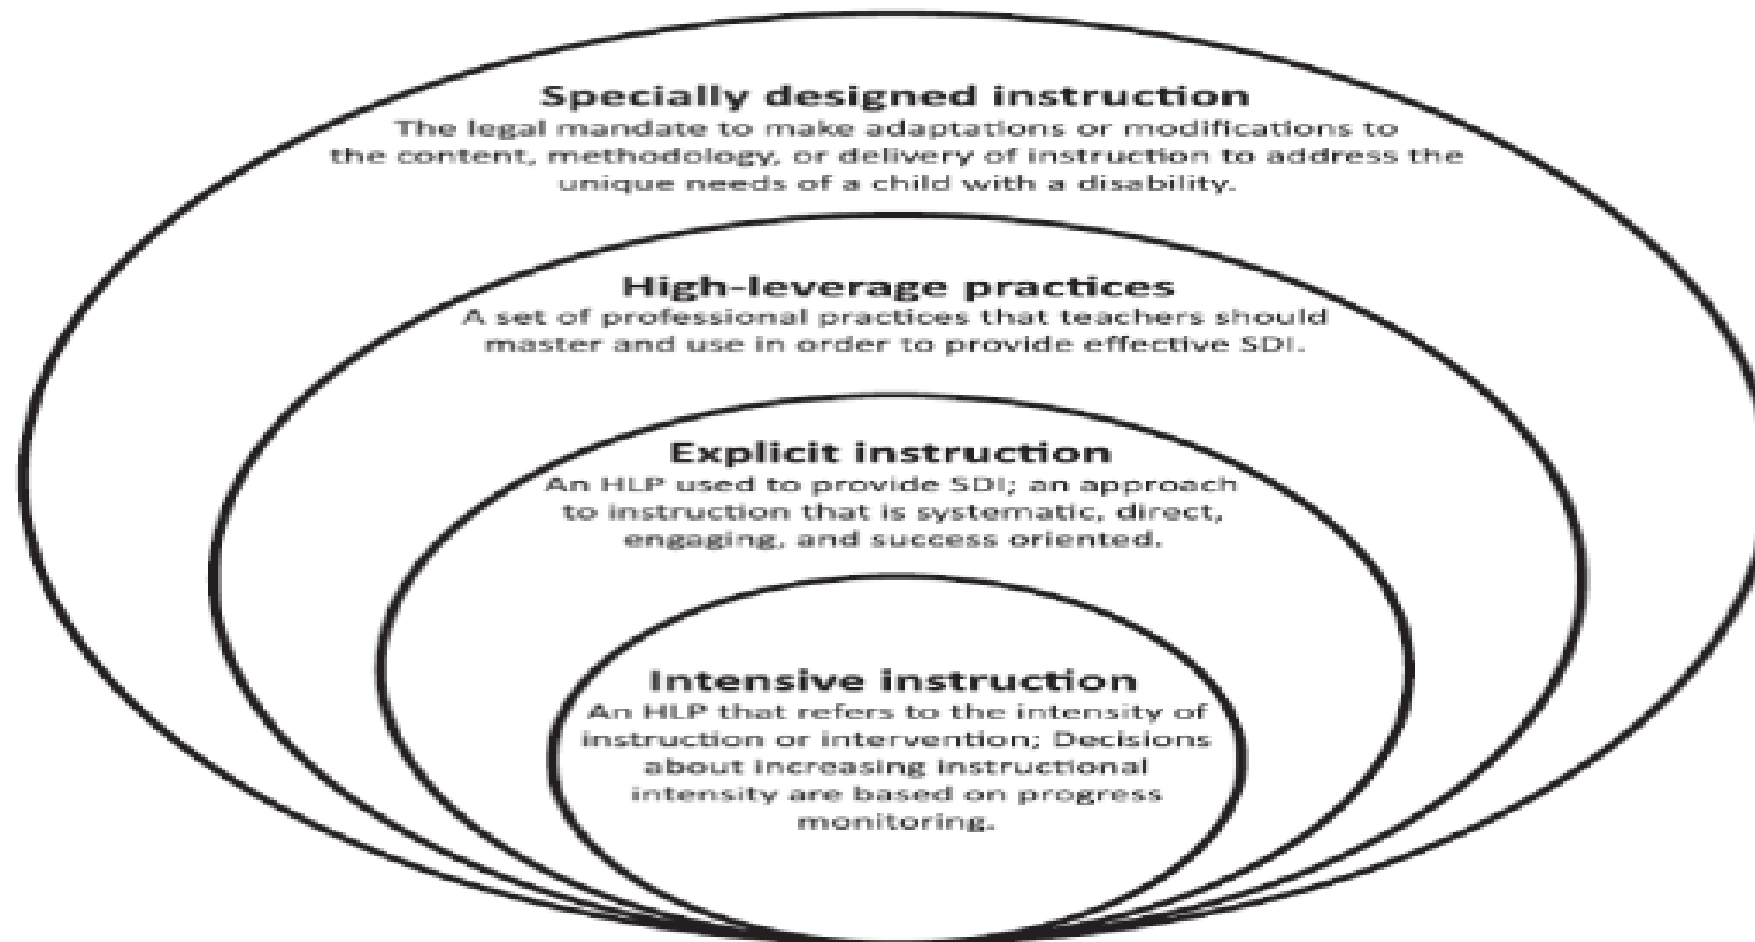 Specially designed instruction
The legal mandate to make adaptations or modifications to
the content, methodology, or delivery of instruction to address the
unique needs of a child with a disability.
High-leverage practices
A set of professional practices that teachers should
master and use in order to provide effective SDI.
Explicit instruction
An HLP used to provide SDI; an approach
to instruction that is systematic, direct,
engaging, and success oriented.
Intensive instruction
An HLP that refers to the intensity of
instruction or intervention; Decisions
about increasing instructional
intensity are based on progress
monitoring.